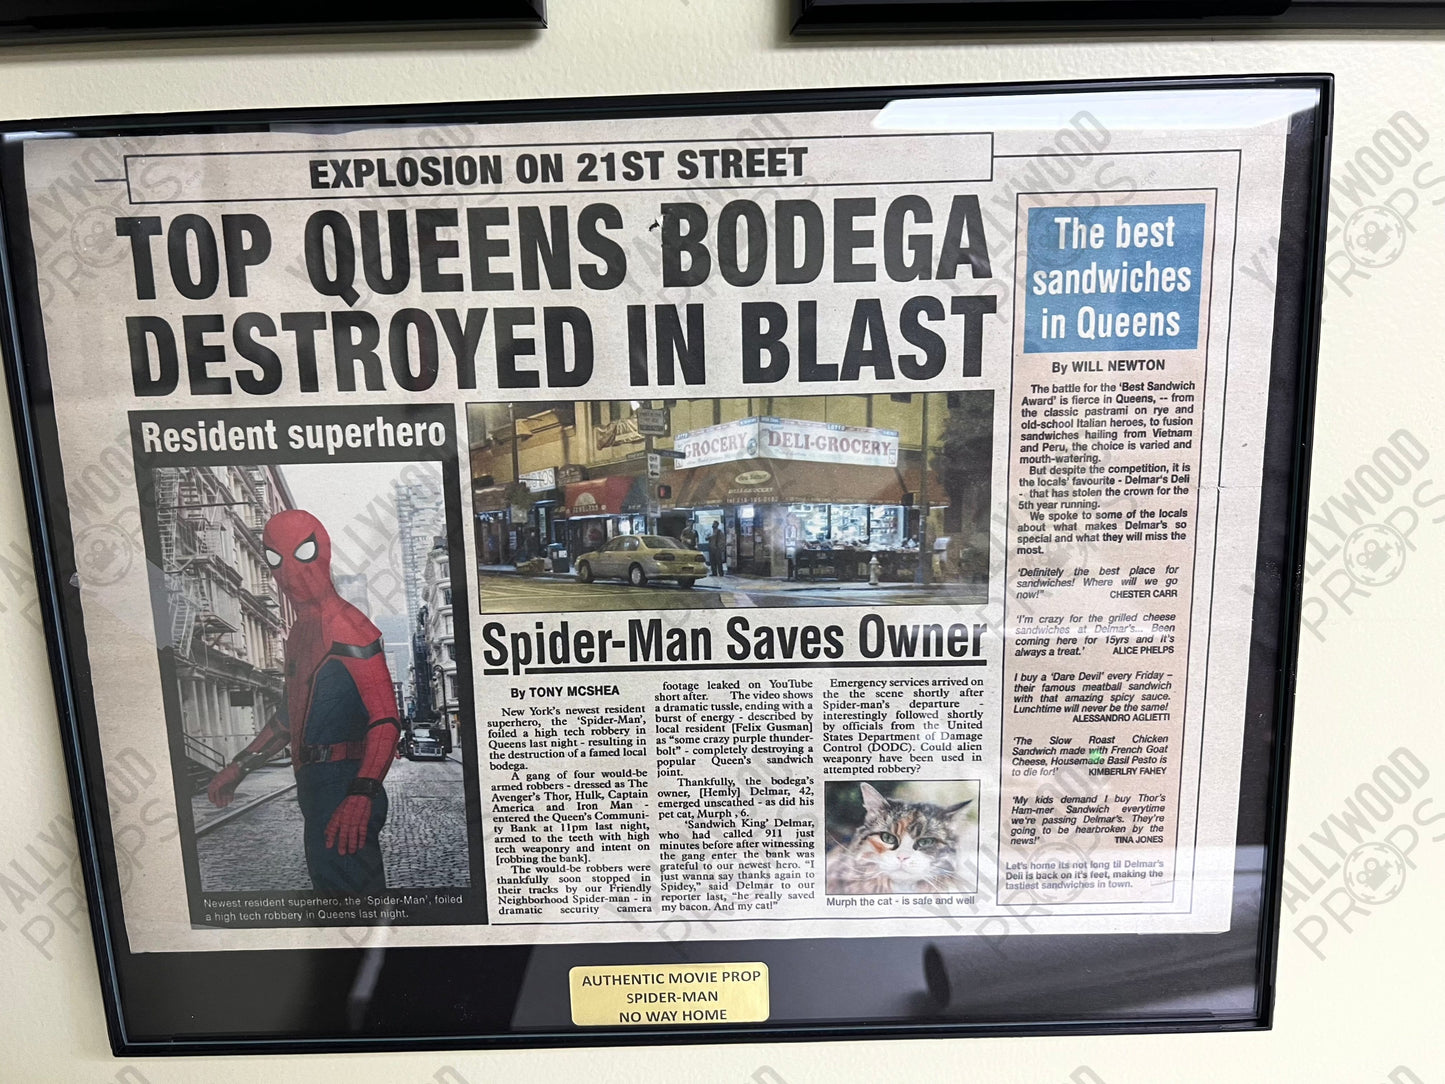 EXPLOSION ON 21ST STREET
TOP QUEENS BODEGA
DESTROYED IN BLAST
Resident superhero
Newest resident superhero, the 'Spider-Man', foiled
a high tech robbery in Queens last night.
GROCERY
DELI-GROCERY
LOTTO
Spider-Man Saves Owner
By TONY MCSHEA
New York's newest resident
superhero, the 'Spider-Man',
foiled a high tech robbery in
Queens last night - resulting in
the destruction of a famed local
bodega.
A gang of four would-be
armed robbers - dressed as The
Avenger's Thor, Hulk, Captain
America and Iron Man -
entered the Queen's Communi-
ty Bank at 11pm last night,
armed to the teeth with high
tech weaponry and intent on
[robbing the bank].
The would-be robbers were
thankfully soon stopped in
their tracks by our Friendly
Neighborhood Spider-man - in
dramatic security camera
footage leaked on YouTube
short after. The video shows
a dramatic tussle, ending with a
burst of energy - described by
local resident [Felix Gusman]
as "some crazy purple thunder-
bolt" - completely destroying a
popular Queen's sandwich
joint.
Thankfully, the bodega's
owner, [Hemly] Delmar, 42,
emerged unscathed - as did his
pet cat, Murph , 6.
'Sandwich King' Delmar,
who had called 911 just
minutes before after witnessing
the gang enter the bank was
grateful to our newest hero. "I
just wanna say thanks again to
Spidey," said Delmar to our
reporter last, "he really saved
my bacon. And my cat!"
Emergency services arrived on
the the scene shortly after
Spider-man's departure -
interestingly followed shortly
by officials from the United
States Department of Damage
Control (DODC). Could alien
weaponry have been used in
attempted robbery?
Murph the cat - is safe and well
The best
sandwiches
in Queens
By WILL NEWTON
The battle for the 'Best Sandwich
Award' is fierce in Queens, -- from
the classic pastrami on rye and
old-school Italian heroes, to fusion
sandwiches hailing from Vietnam
and Peru, the choice is varied and
mouth-watering.
But despite the competition, it is
the locals' favourite - Delmar's Deli
- that has stolen the crown for the
5th year running.
We spoke to some of the locals
about what makes Delmar's so
special and what they will miss the
most.
'Definitely the best place for
sandwiches! Where will we go
now!" CHESTER CARR
'I'm crazy for the grilled cheese
sandwiches at Delmar's... Been
coming here for 15yrs and it's
always a treat.' ALICE PHELPS
I buy a 'Dare Devil' every Friday –
their famous meatball sandwich
with that amazing spicy sauce.
Lunchtime will never be the same!
ALESSANDRO AGLIETTI
'The Slow Roast Chicken
Sandwich made with French Goat
Cheese, Housemade Basil Pesto is
to die for!' KIMBERLRY FAHEY
'My kids demand I buy Thor's
Ham-mer Sandwich everytime
we're passing Delmar's. They're
going to be hearbroken by the
news!' TINA JONES
Let's home its not long til Delmar's
Deli is back on it's feet, making the
tastiest sandwiches in town.
AUTHENTIC MOVIE PROP
SPIDER-MAN
NO WAY HOME
Y'ALLYWOOD
PROPS